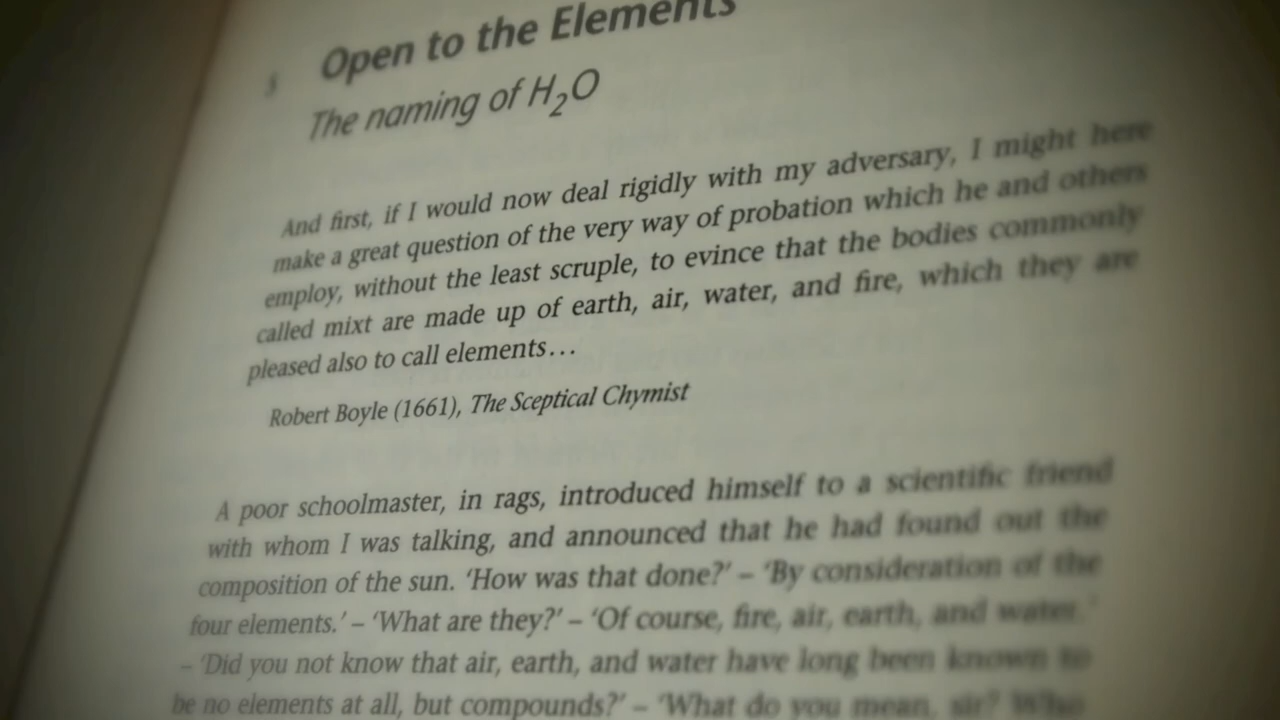 5 Open to the Elements
The naming of H₂O
And first, if I would now deal rigidly with my adversary, I might here
make a great question of the very way of probation which he and others
employ, without the least scruple, to evince that the bodies commonly
called mixt are made up of earth, air, water, and fire, which they are
pleased also to call elements...
Robert Boyle (1661), The Sceptical Chymist
A poor schoolmaster, in rags, introduced himself to a scientific friend
with whom I was talking, and announced that he had found out the
composition of the sun. ‘How was that done?’ – ‘By consideration of the
four elements.’ – ‘What are they?’ – ‘Of course, fire, air, earth, and water.’
– ‘Did you not know that air, earth, and water have long been known to
be no elements at all, but compounds?’ – ‘What do you mean, sir? Who